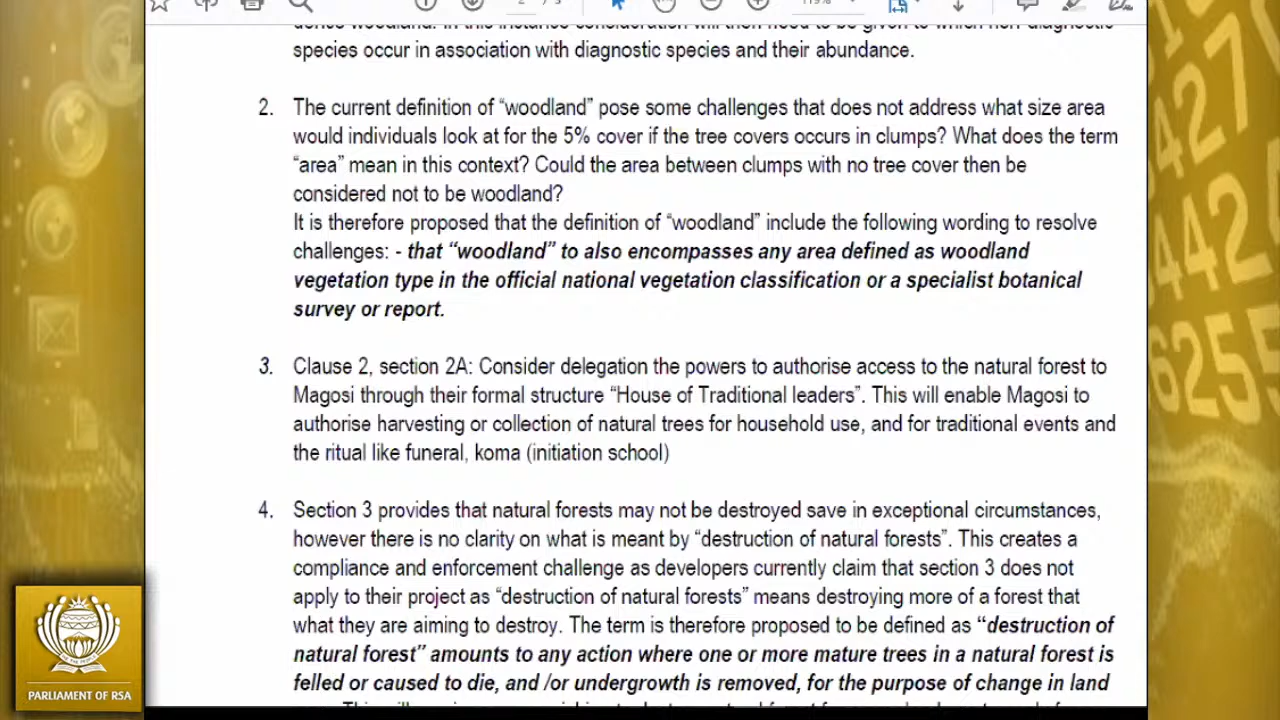 species occur in association with diagnostic species and their abundance.
2. The current definition of “woodland” pose some challenges that does not address what size area
would individuals look at for the 5% cover if the tree covers occurs in clumps? What does the term
“area” mean in this context? Could the area between clumps with no tree cover then be
considered not to be woodland?
It is therefore proposed that the definition of “woodland” include the following wording to resolve
challenges: - that “woodland” to also encompasses any area defined as woodland
vegetation type in the official national vegetation classification or a specialist botanical
survey or report.
3. Clause 2, section 2A: Consider delegation the powers to authorise access to the natural forest to
Magosi through their formal structure “House of Traditional leaders”. This will enable Magosi to
authorise harvesting or collection of natural trees for household use, and for traditional events and
the ritual like funeral, koma (initiation school)
4. Section 3 provides that natural forests may not be destroyed save in exceptional circumstances,
however there is no clarity on what is meant by “destruction of natural forests”. This creates a
compliance and enforcement challenge as developers currently claim that section 3 does not
apply to their project as “destruction of natural forests” means destroying more of a forest that
what they are aiming to destroy. The term is therefore proposed to be defined as “destruction of
natural forest” amounts to any action where one or more mature trees in a natural forest is
felled or caused to die, and /or undergrowth is removed, for the purpose of change in land
PARLIAMENT OF RSA